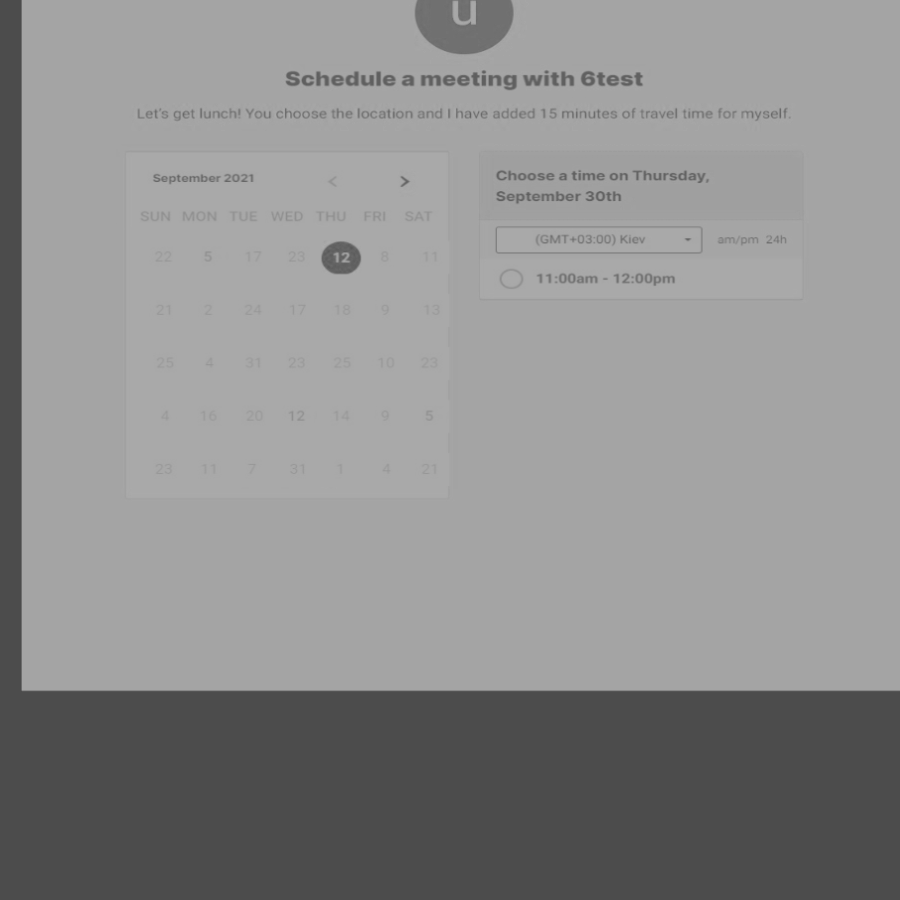 u
Schedule a meeting with 6test
Let's get lunch! You choose the location and I have added 15 minutes of travel time for myself.
September 2021 < >
SUN MON TUE WED THU FRI SAT
22 5 17 23 12 8 11
21 2 24 17 18 9 13
25 4 31 23 25 10 23
4 16 20 12 14 9 5
23 11 7 31 1 4 21
Choose a time on Thursday,
September 30th
(GMT+03:00) Kiev am/pm 24h
11:00am - 12:00pm